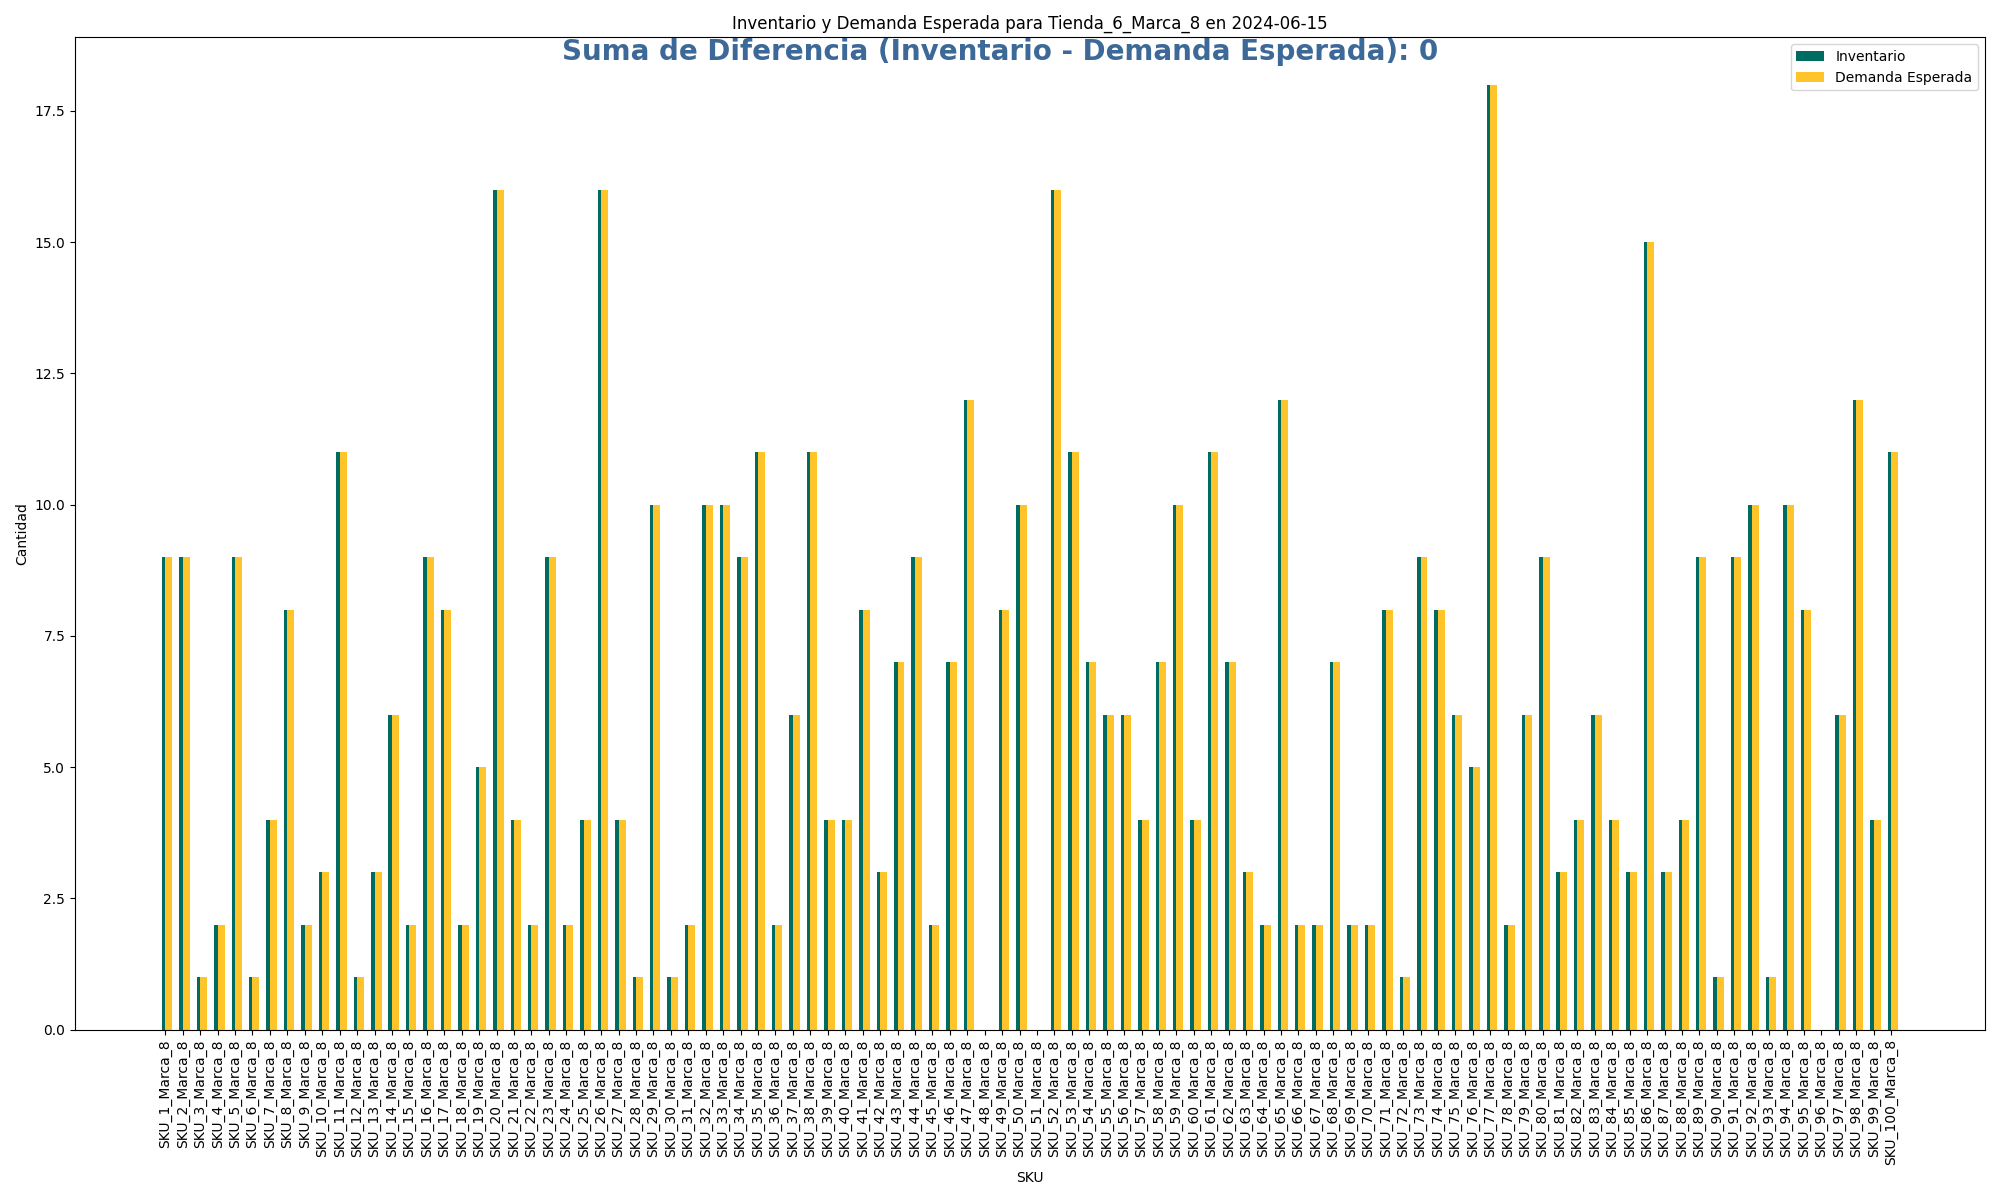 Inventario y Demanda Esperada para Tienda_6_Marca_8 en 2024-06-15
Suma de Diferencia (Inventario - Demanda Esperada): 0
Inventario
Demanda Esperada
17.5
15.0
12.5
10.0
7.5
5.0
2.5
0.0
Cantidad
SKU_1_Marca_8
SKU_2_Marca_8
SKU_3_Marca_8
SKU_4_Marca_8
SKU_5_Marca_8
SKU_6_Marca_8
SKU_7_Marca_8
SKU_8_Marca_8
SKU_9_Marca_8
SKU_10_Marca_8
SKU_11_Marca_8
SKU_12_Marca_8
SKU_13_Marca_8
SKU_14_Marca_8
SKU_15_Marca_8
SKU_16_Marca_8
SKU_17_Marca_8
SKU_18_Marca_8
SKU_19_Marca_8
SKU_20_Marca_8
SKU_21_Marca_8
SKU_22_Marca_8
SKU_23_Marca_8
SKU_24_Marca_8
SKU_25_Marca_8
SKU_26_Marca_8
SKU_27_Marca_8
SKU_28_Marca_8
SKU_29_Marca_8
SKU_30_Marca_8
SKU_31_Marca_8
SKU_32_Marca_8
SKU_33_Marca_8
SKU_34_Marca_8
SKU_35_Marca_8
SKU_36_Marca_8
SKU_37_Marca_8
SKU_38_Marca_8
SKU_39_Marca_8
SKU_40_Marca_8
SKU_41_Marca_8
SKU_42_Marca_8
SKU_43_Marca_8
SKU_44_Marca_8
SKU_45_Marca_8
SKU_46_Marca_8
SKU_47_Marca_8
SKU_48_Marca_8
SKU_49_Marca_8
SKU_50_Marca_8
SKU_51_Marca_8
SKU_52_Marca_8
SKU_53_Marca_8
SKU_54_Marca_8
SKU_55_Marca_8
SKU_56_Marca_8
SKU_57_Marca_8
SKU_58_Marca_8
SKU_59_Marca_8
SKU_60_Marca_8
SKU_61_Marca_8
SKU_62_Marca_8
SKU_63_Marca_8
SKU_64_Marca_8
SKU_65_Marca_8
SKU_66_Marca_8
SKU_67_Marca_8
SKU_68_Marca_8
SKU_69_Marca_8
SKU_70_Marca_8
SKU_71_Marca_8
SKU_72_Marca_8
SKU_73_Marca_8
SKU_74_Marca_8
SKU_75_Marca_8
SKU_76_Marca_8
SKU_77_Marca_8
SKU_78_Marca_8
SKU_79_Marca_8
SKU_80_Marca_8
SKU_81_Marca_8
SKU_82_Marca_8
SKU_83_Marca_8
SKU_84_Marca_8
SKU_85_Marca_8
SKU_86_Marca_8
SKU_87_Marca_8
SKU_88_Marca_8
SKU_89_Marca_8
SKU_90_Marca_8
SKU_91_Marca_8
SKU_92_Marca_8
SKU_93_Marca_8
SKU_94_Marca_8
SKU_95_Marca_8
SKU_96_Marca_8
SKU_97_Marca_8
SKU_98_Marca_8
SKU_99_Marca_8
SKU_100_Marca_8
SKU